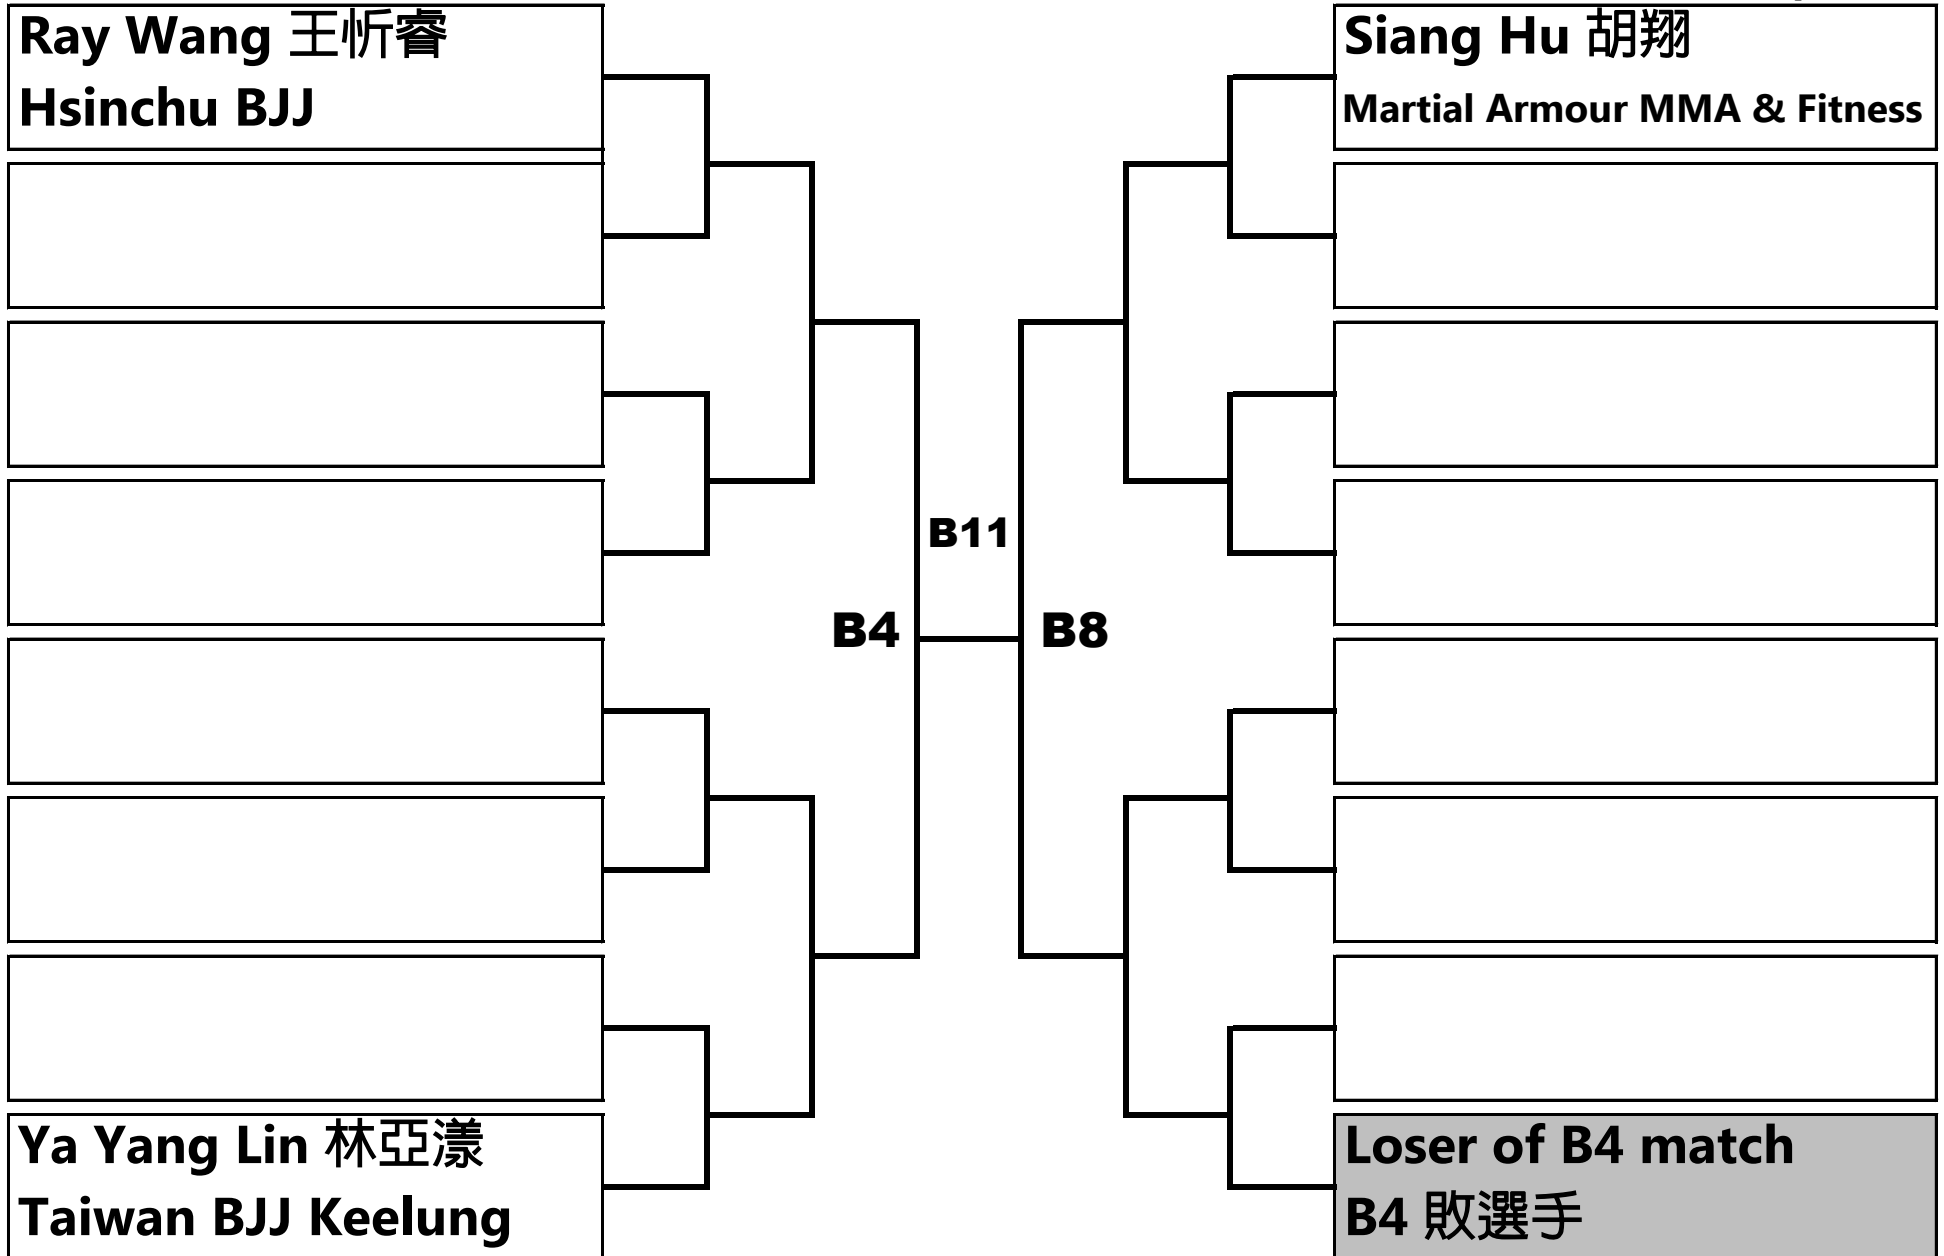 Ray Wang 王忻睿
Hsinchu BJJ
Siang Hu 胡翔
Martial Armour MMA & Fitness
B11
B4
B8
Ya Yang Lin 林亞漾
Taiwan BJJ Keelung
Loser of B4 match
B4 敗選手